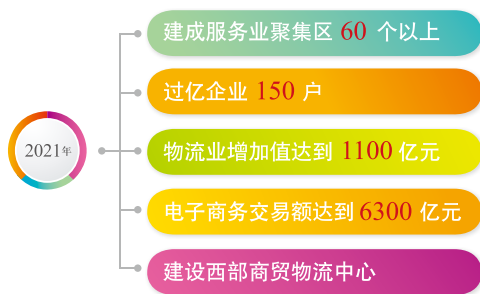 建成服务业聚集区 60 个以上
过亿企业 150 户
2021年
物流业增加值达到 1100 亿元
电子商务交易额达到 6300 亿元
建设西部商贸物流中心